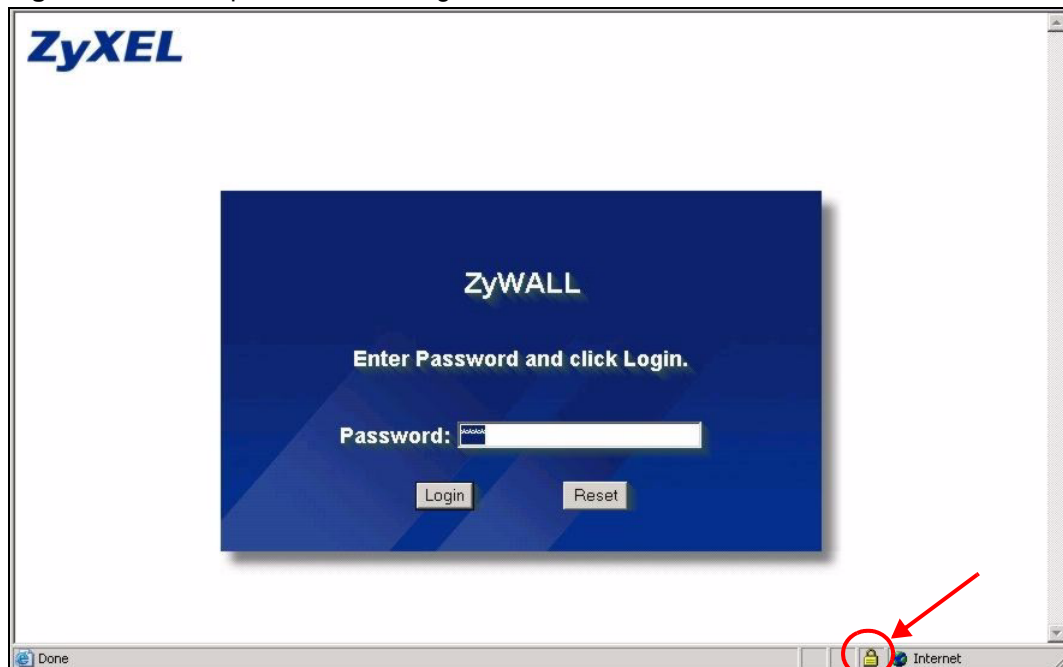 ZyXEL
ZyWALL
Enter Password and click Login.
Password: ****
Login Reset
Done Internet